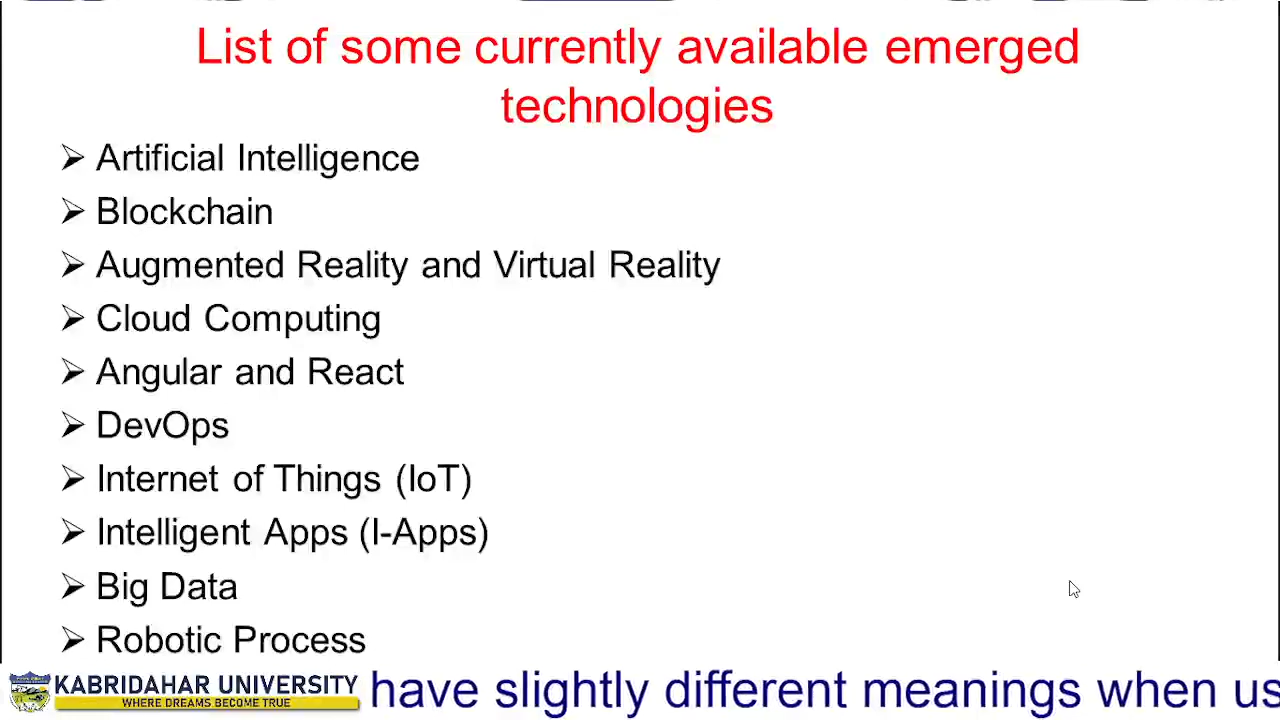 List of some currently available emerged
technologies
➢ Artificial Intelligence
➢ Blockchain
➢ Augmented Reality and Virtual Reality
➢ Cloud Computing
➢ Angular and React
➢ DevOps
➢ Internet of Things (IoT)
➢ Intelligent Apps (I-Apps)
➢ Big Data
➢ Robotic Process
KABRIDAHAR UNIVERSITY
WHERE DREAMS BECOME TRUE
have slightly different meanings when us